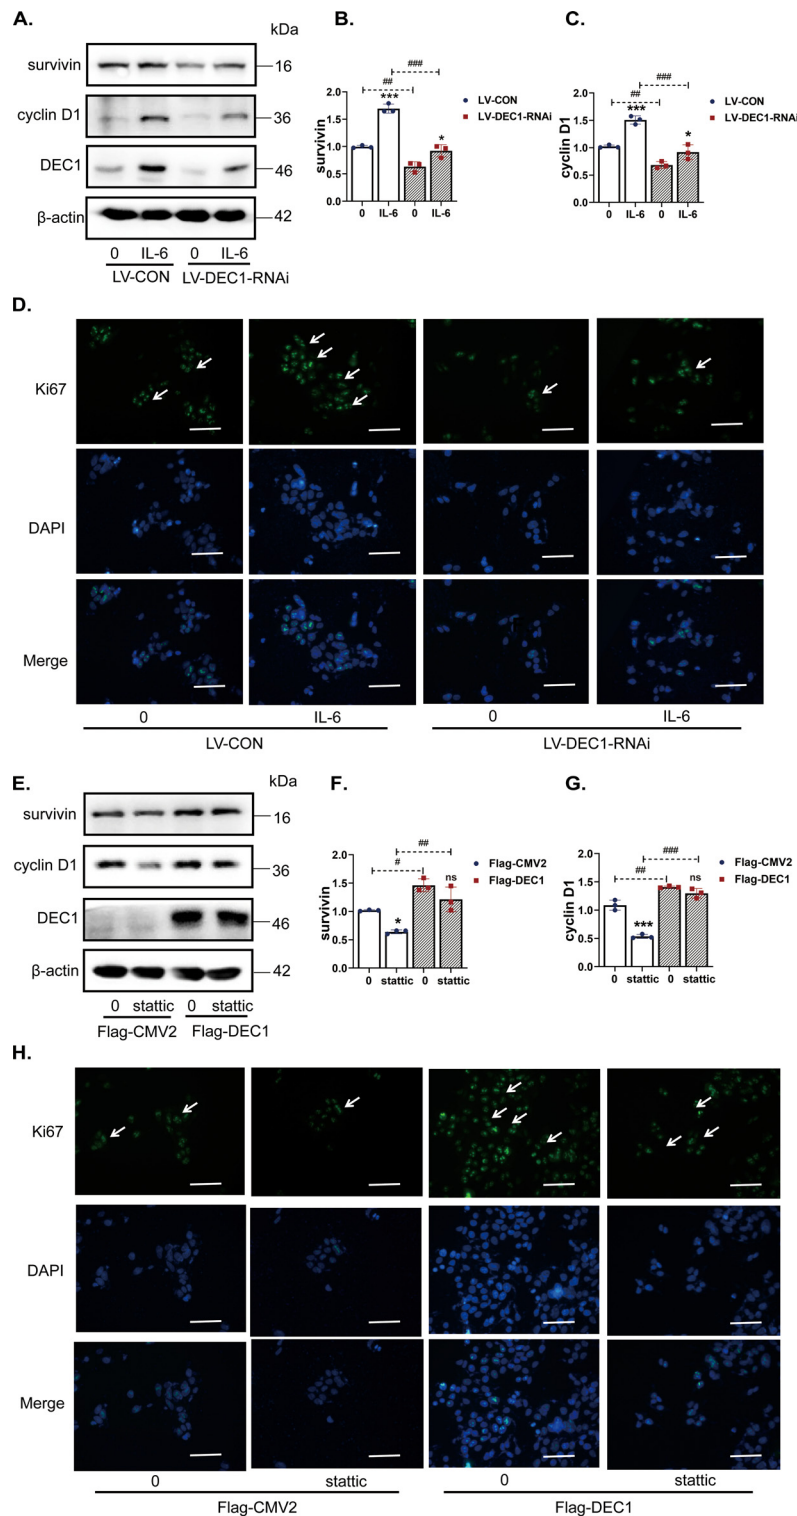 A.
kDa
survivin
16
cyclin D1
36
DEC1
46
β-actin
42
0 IL-6 0 IL-6
LV-CON LV-DEC1-RNAi
B.
###
##
***
*
LV-CON
LV-DEC1-RNAi
survivin
2.0
1.5
1.0
0.5
0.0
0 IL-6 0 IL-6
C.
###
##
***
*
LV-CON
LV-DEC1-RNAi
cyclin D1
2.0
1.5
1.0
0.5
0.0
0 IL-6 0 IL-6
D.
Ki67
DAPI
Merge
0 IL-6 0 IL-6
LV-CON LV-DEC1-RNAi
E.
kDa
survivin
16
cyclin D1
36
DEC1
46
β-actin
42
0 stattic 0 stattic
Flag-CMV2 Flag-DEC1
F.
##
#
ns
*
Flag-CMV2
Flag-DEC1
survivin
2.0
1.5
1.0
0.5
0.0
0 stattic 0 stattic
G.
###
##
ns
***
Flag-CMV2
Flag-DEC1
cyclin D1
2.0
1.5
1.0
0.5
0.0
0 stattic 0 stattic
H.
Ki67
DAPI
Merge
0 stattic 0 stattic
Flag-CMV2 Flag-DEC1